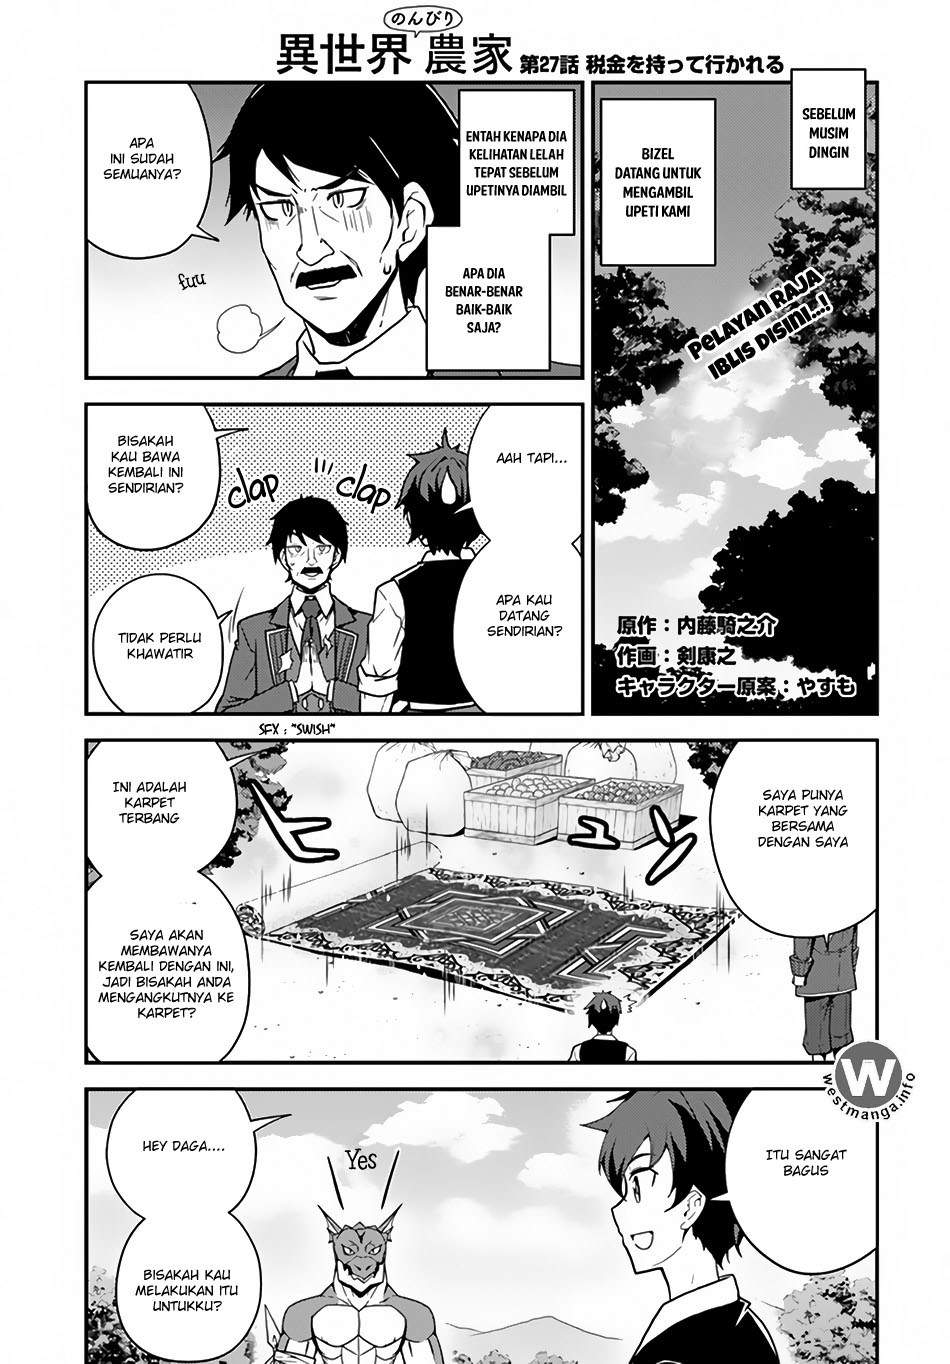 異世界のんびり農家
第27話 税金を持って行かれる
SEBELUM
MUSIM
DINGIN
BIZEL
DATANG UNTUK
MENGAMBIL
UPETI KAMI
PELAYAN RAJA
IBLIS DISINI...!
原作：内藤騎之介
作画：剣康之
キャラクター原案：やすも
ENTAH KENAPA DIA
KELIHATAN LELAH
TEPAT SEBELUM
UPETINYA DIAMBIL
APA DIA
BENAR-BENAR
BAIK-BAIK
SAJA?
APA
INI SUDAH
SEMUANYA?
fuu
AAH TAPI...
APA KAU
DATANG
SENDIRIAN?
BISAKAH
KAU BAWA
KEMBALI INI
SENDIRIAN?
clap
clap
TIDAK PERLU
KHAWATIR
SFX : "SWISH"
SAYA PUNYA
KARPET YANG
BERSAMA
DENGAN SAYA
INI ADALAH
KARPET
TERBANG
SAYA AKAN
MEMBAWANYA
KEMBALI DENGAN INI,
JADI BISAKAH ANDA
MENGANGKUTNYA KE
KARPET?
W
westmanga.info
ITU SANGAT
BAGUS
HEY DAGA....
Yes
BISAKAH KAU
MELAKUKAN ITU
UNTUKKU?